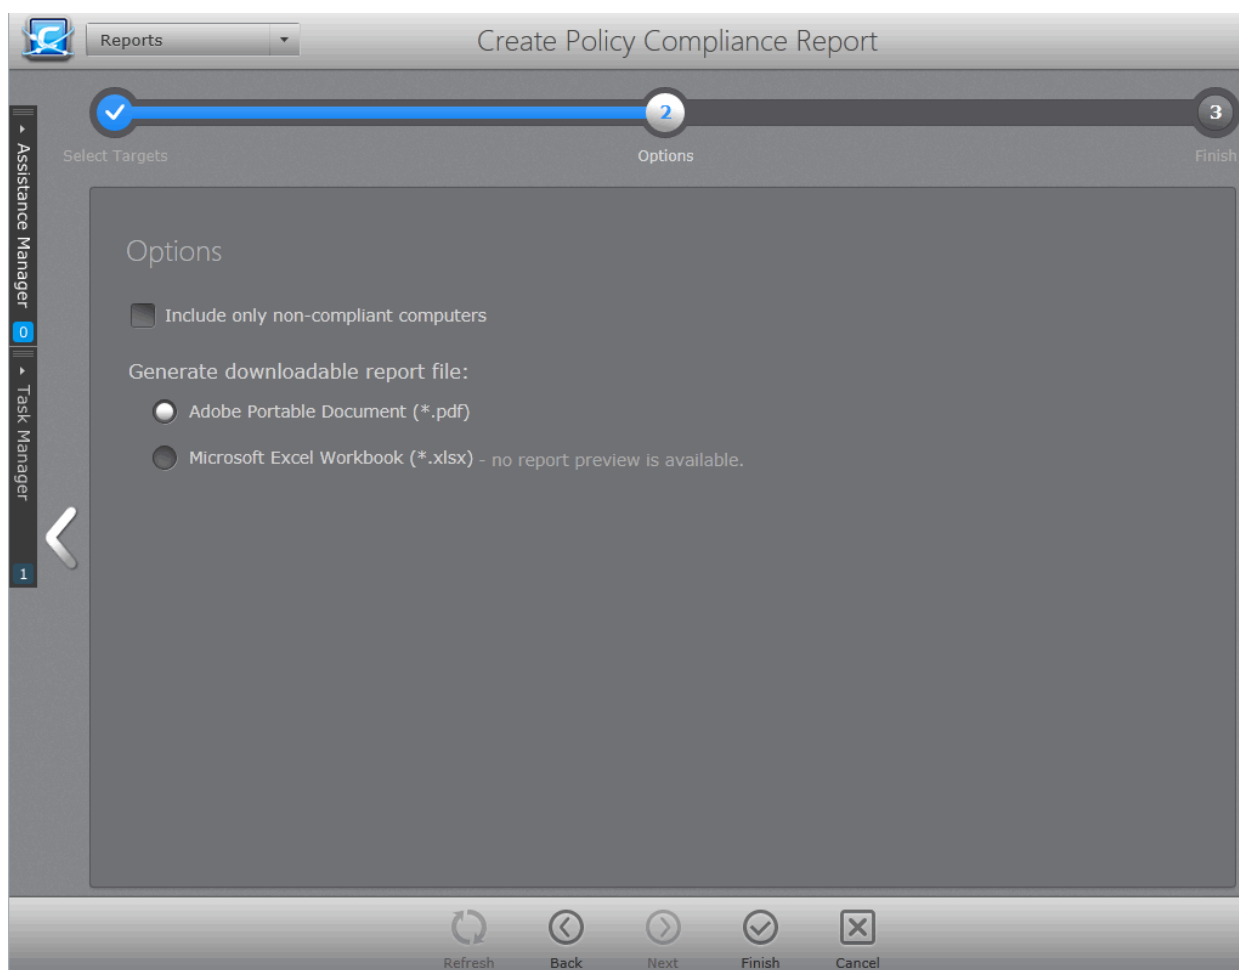 Reports
Create Policy Compliance Report
2
3
Select Targets
Options
Finish
Assistance Manager
0
Task Manager
1
Options
Include only non-compliant computers
Generate downloadable report file:
Adobe Portable Document (*.pdf)
Microsoft Excel Workbook (*.xlsx) - no report preview is available.
Refresh
Back
Next
Finish
Cancel